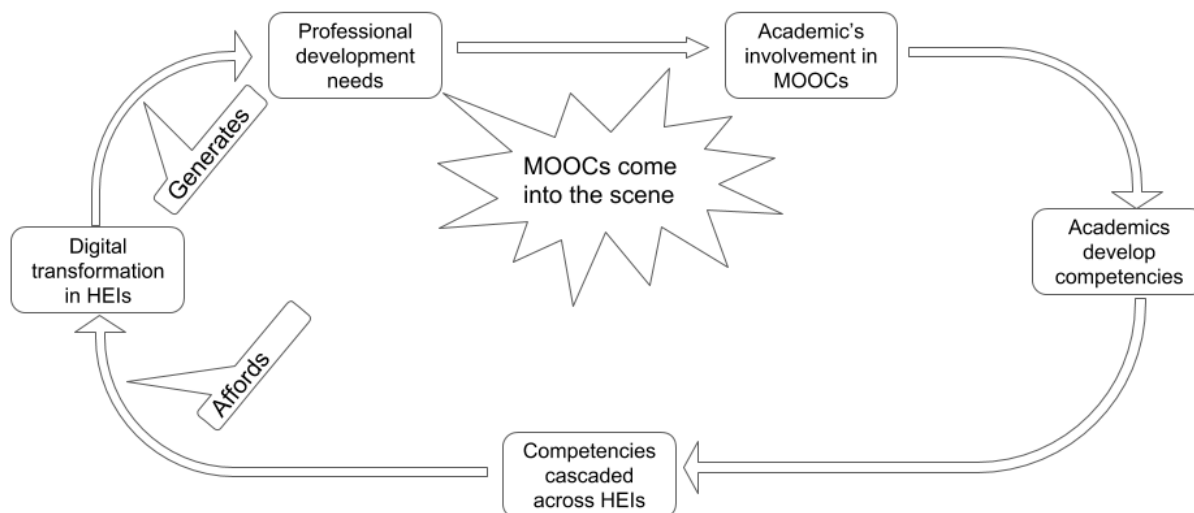 Professional
development
needs
Academic's
involvement in
MOOCs
Generates
MOOCs come
into the scene
Academics
develop
competencies
Digital
transformation
in HEIs
Affords
Competencies
cascaded
across HEIs